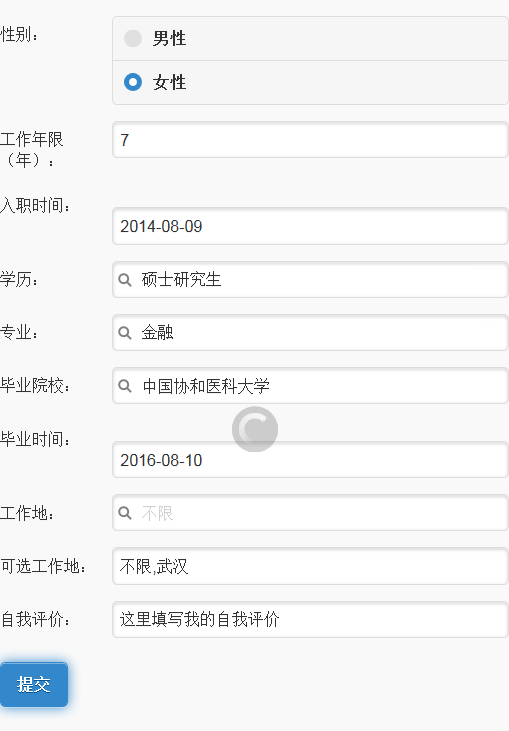 性别：
男性
女性
工作年限
（年）：
7
入职时间：
2014-08-09
学历：
硕士研究生
专业：
金融
毕业院校：
中国协和医科大学
毕业时间：
2016-08-10
工作地：
不限
可选工作地：
不限,武汉
自我评价：
这里填写我的自我评价
提交